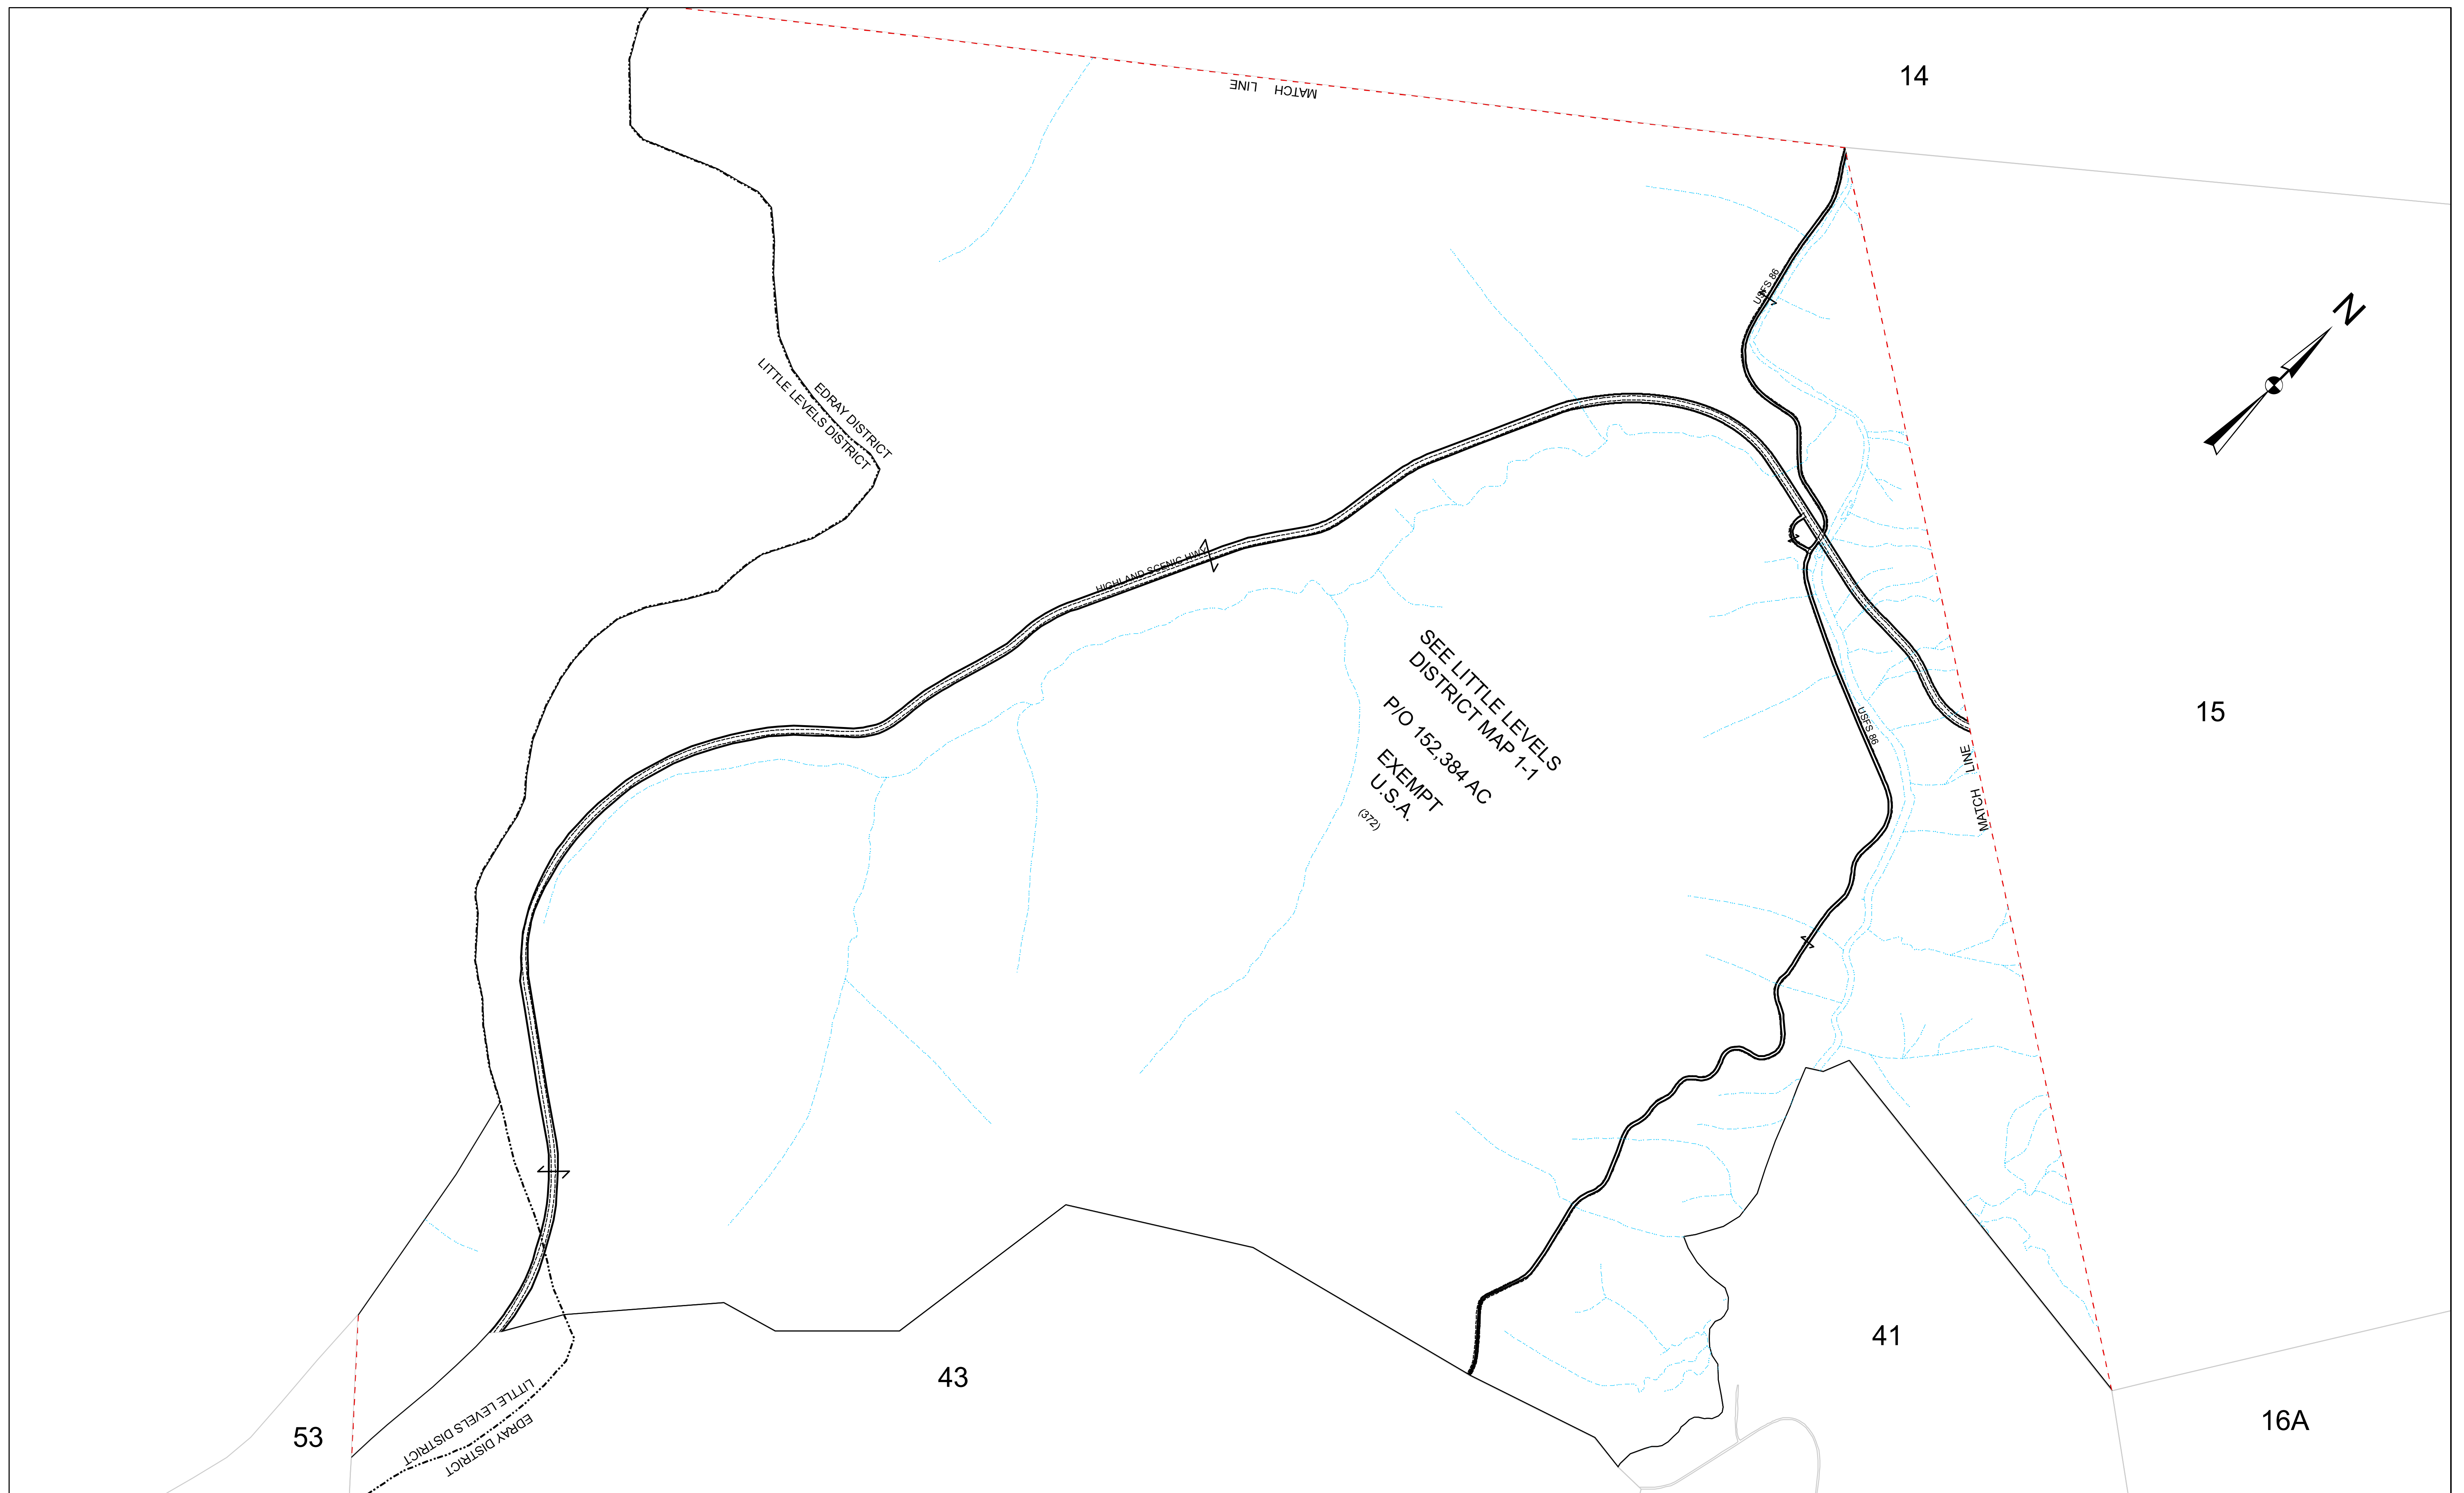 14
MATCH LINE
USFS 86
N
EDRAY DISTRICT
LITTLE LEVELS DISTRICT
HIGHLAND SCENIC HWY
SEE LITTLE LEVELS
DISTRICT MAP 1-1
P/O 152,384 AC
EXEMPT
U.S.A.
(372)
USFS 86
15
MATCH LINE
41
43
LITTLE LEVELS DISTRICT
EDRAY DISTRICT
53
16A